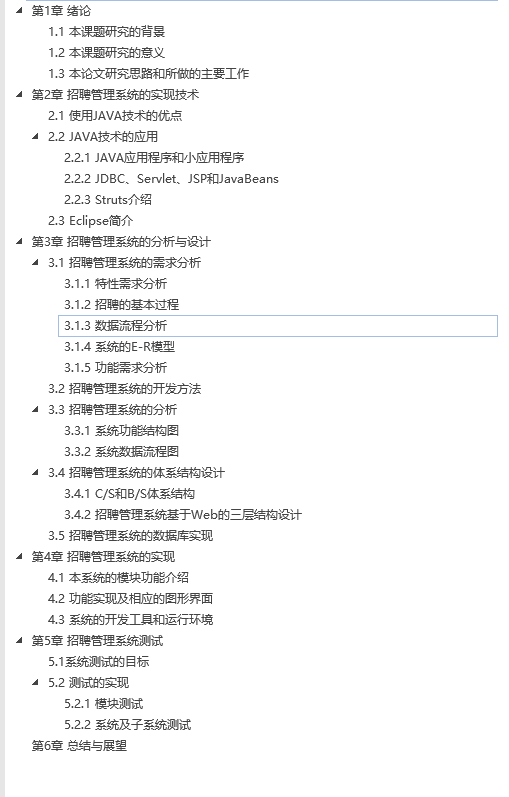 第1章 绪论
1.1 本课题研究的背景
1.2 本课题研究的意义
1.3 本论文研究思路和所做的主要工作
第2章 招聘管理系统的实现技术
2.1 使用JAVA技术的优点
2.2 JAVA技术的应用
2.2.1 JAVA应用程序和小应用程序
2.2.2 JDBC、Servlet、JSP和JavaBeans
2.2.3 Struts介绍
2.3 Eclipse简介
第3章 招聘管理系统的分析与设计
3.1 招聘管理系统的需求分析
3.1.1 特性需求分析
3.1.2 招聘的基本过程
3.1.3 数据流程分析
3.1.4 系统的E-R模型
3.1.5 功能需求分析
3.2 招聘管理系统的开发方法
3.3 招聘管理系统的分析
3.3.1 系统功能结构图
3.3.2 系统数据流程图
3.4 招聘管理系统的体系结构设计
3.4.1 C/S和B/S体系结构
3.4.2 招聘管理系统基于Web的三层结构设计
3.5 招聘管理系统的数据库实现
第4章 招聘管理系统的实现
4.1 本系统的模块功能介绍
4.2 功能实现及相应的图形界面
4.3 系统的开发工具和运行环境
第5章 招聘管理系统测试
5.1系统测试的目标
5.2 测试的实现
5.2.1 模块测试
5.2.2 系统及子系统测试
第6章 总结与展望